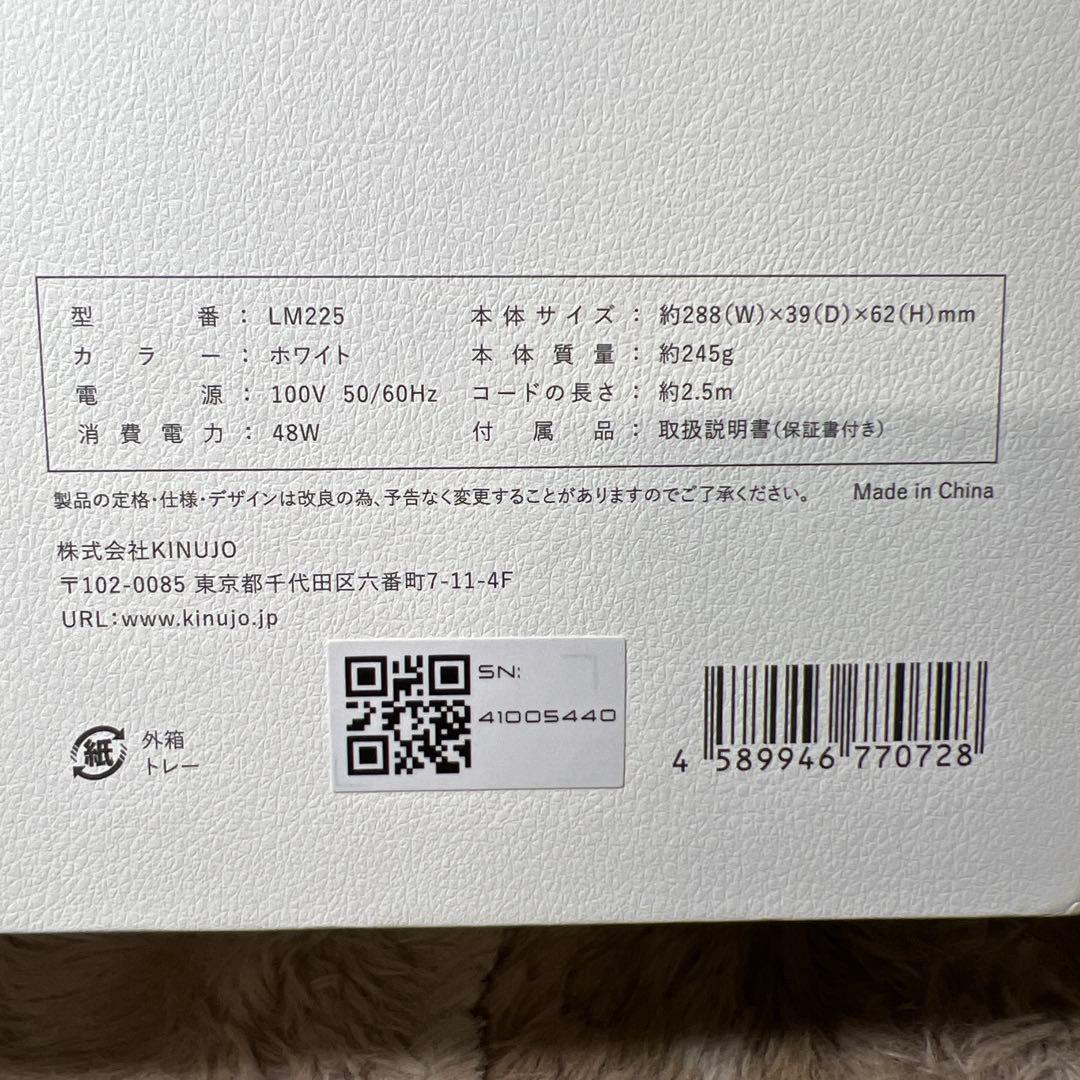 型番：LM225
カラー：ホワイト
電源：100V 50/60Hz
消費電力：48W
本体サイズ：約288(W)×39(D)×62(H)mm
本体質量：約245g
コードの長さ：約2.5m
付属品：取扱説明書(保証書付き)
製品の定格・仕様・デザインは改良の為、予告なく変更することがありますのでご了承ください。
Made in China
株式会社KINUJO
〒102-0085 東京都千代田区六番町7-11-4F
URL：www.kinujo.jp
紙
外箱
トレー
SN:
41005440
4 589946 770728